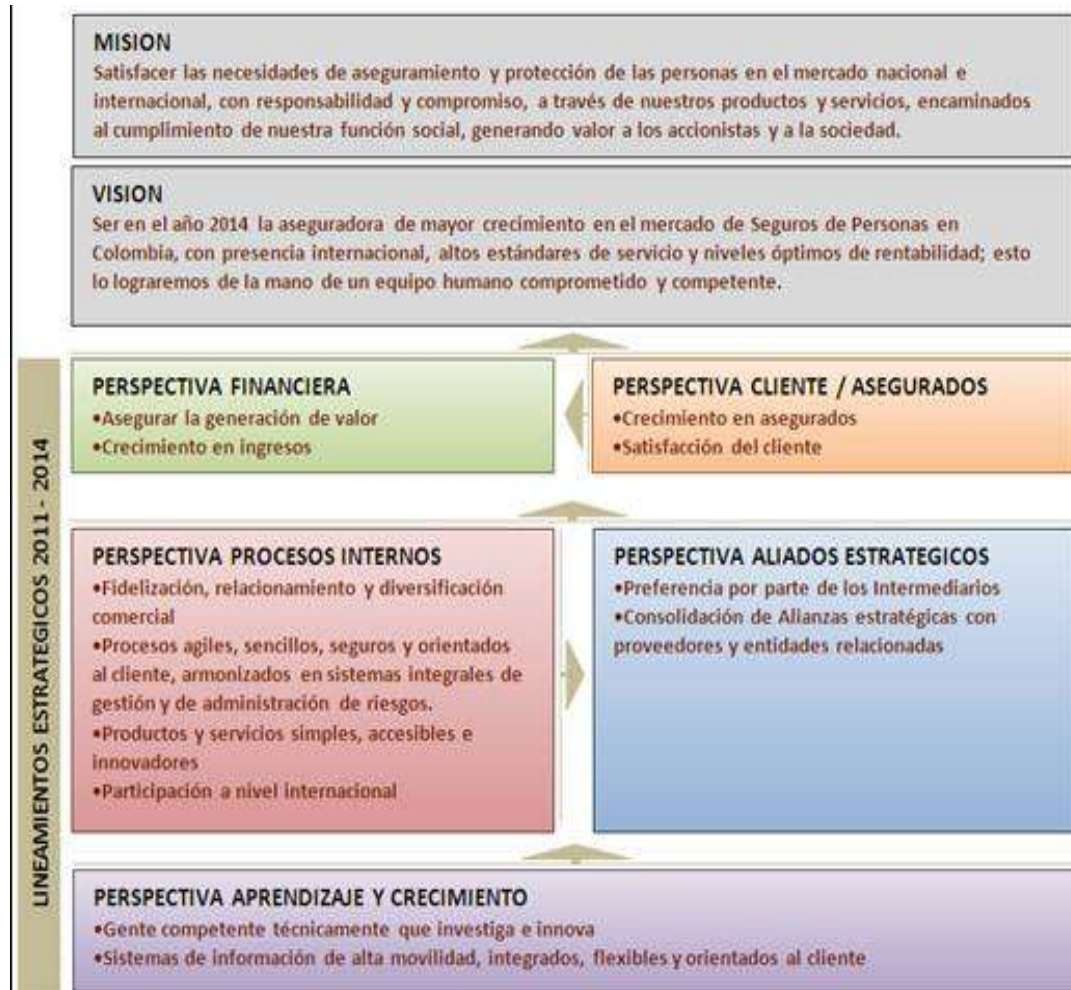 MISION
Satisfacer las necesidades de aseguramiento y protección de las personas en el mercado nacional e
internacional, con responsabilidad y compromiso, a través de nuestros productos y servicios, encaminados
al cumplimiento de nuestra función social, generando valor a los accionistas y a la sociedad.
VISION
Ser en el año 2014 la aseguradora de mayor crecimiento en el mercado de Seguros de Personas en
Colombia, con presencia internacional, altos estándares de servicio y niveles óptimos de rentabilidad; esto
lo lograremos de la mano de un equipo humano comprometido y competente.
LINEAMIENTOS ESTRATEGICOS 2011 - 2014
PERSPECTIVA FINANCIERA
•Asegurar la generación de valor
•Crecimiento en ingresos
PERSPECTIVA CLIENTE / ASEGURADOS
•Crecimiento en asegurados
•Satisfacción del cliente
PERSPECTIVA PROCESOS INTERNOS
•Fidelización, relacionamiento y diversificación
comercial
•Procesos agiles, sencillos, seguros y orientados
al cliente, armonizados en sistemas integrales de
gestión y de administración de riesgos.
•Productos y servicios simples, accesibles e
innovadores
•Participación a nivel internacional
PERSPECTIVA ALIADOS ESTRATEGICOS
•Preferencia por parte de los Intermediarios
•Consolidación de Alianzas estratégicas con
proveedores y entidades relacionadas
PERSPECTIVA APRENDIZAJE Y CRECIMIENTO
•Gente competente técnicamente que investiga e innova
•Sistemas de información de alta movilidad, integrados, flexibles y orientados al cliente